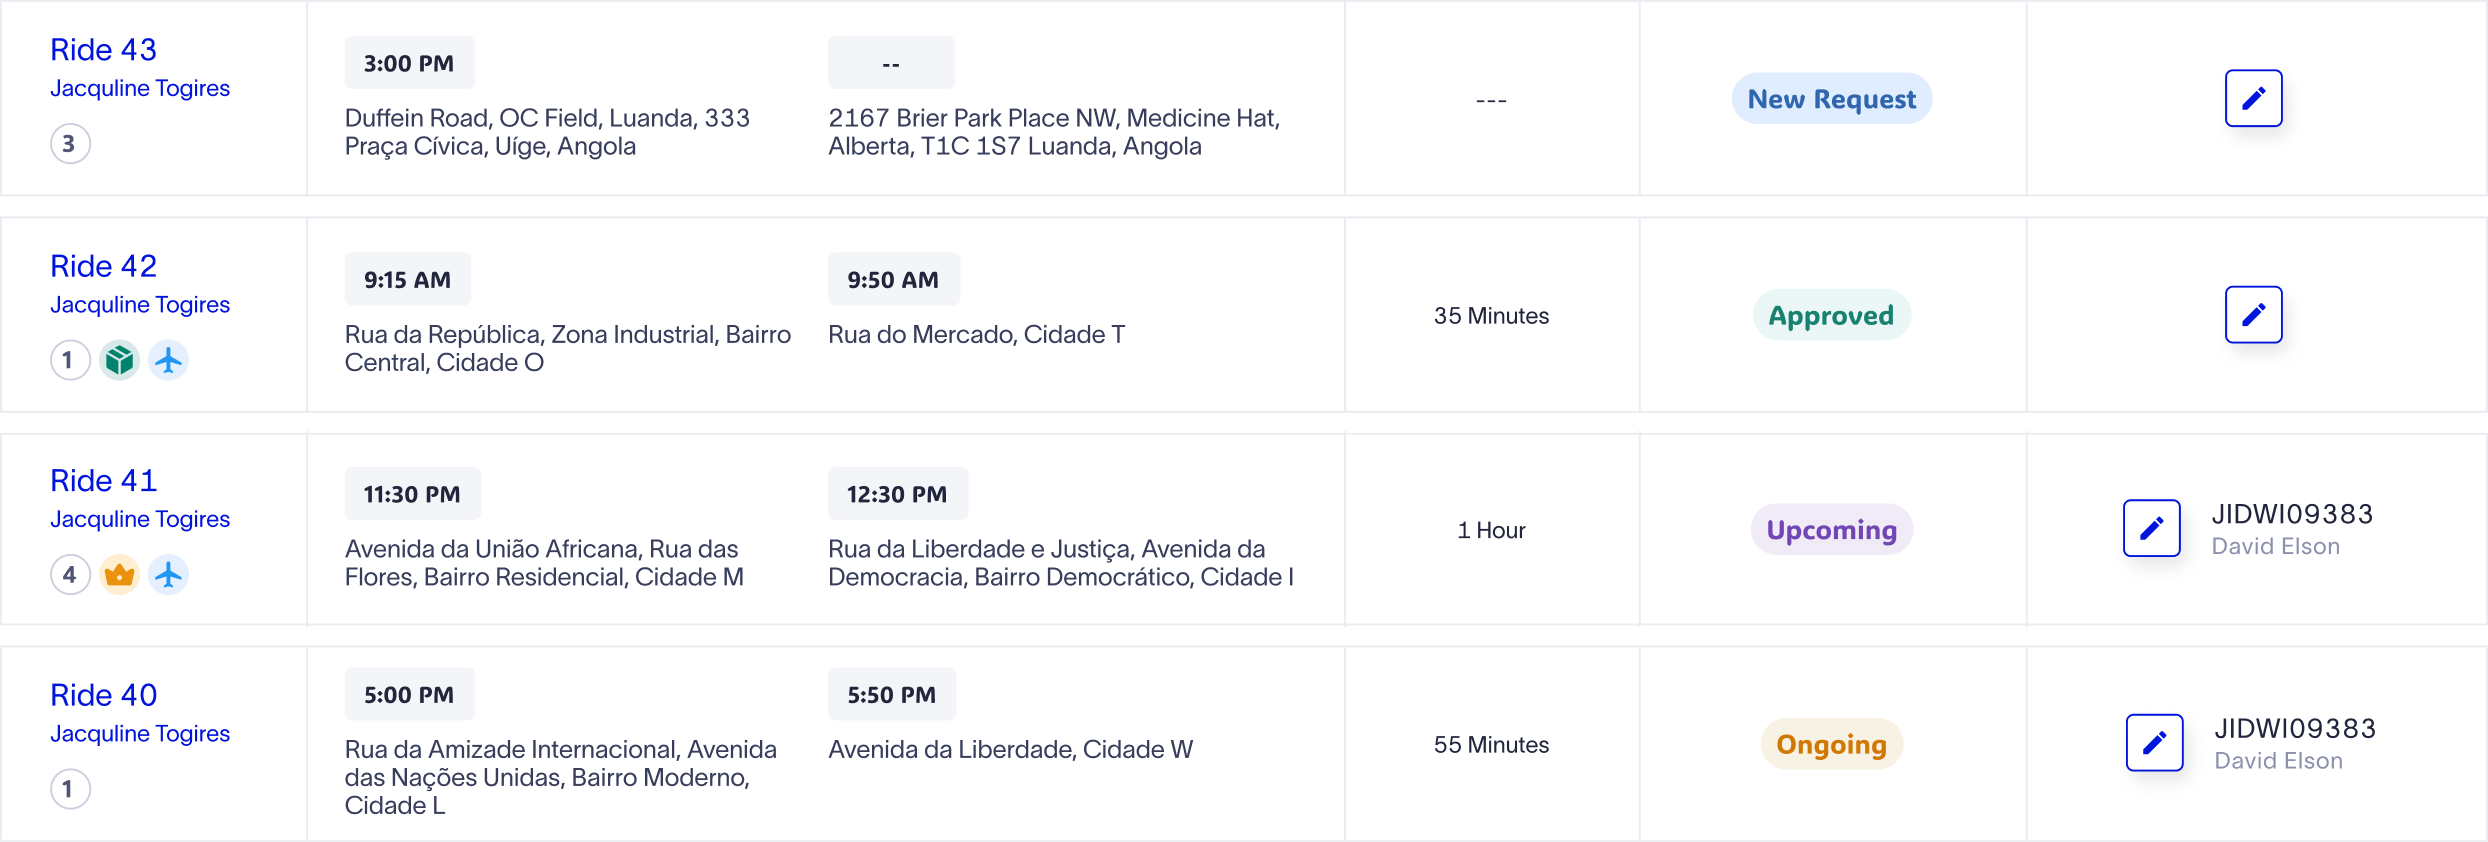 Ride 43
Jacquline Togires
3
3:00 PM
Duffein Road, OC Field, Luanda, 333
Praça Cívica, Uíge, Angola
--
2167 Brier Park Place NW, Medicine Hat,
Alberta, T1C 1S7 Luanda, Angola
---
New Request
Ride 42
Jacquline Togires
1
9:15 AM
Rua da República, Zona Industrial, Bairro
Central, Cidade O
9:50 AM
Rua do Mercado, Cidade T
35 Minutes
Approved
Ride 41
Jacquline Togires
4
11:30 PM
Avenida da União Africana, Rua das
Flores, Bairro Residencial, Cidade M
12:30 PM
Rua da Liberdade e Justiça, Avenida da
Democracia, Bairro Democrático, Cidade I
1 Hour
Upcoming
JIDWI09383
David Elson
Ride 40
Jacquline Togires
1
5:00 PM
Rua da Amizade Internacional, Avenida
das Nações Unidas, Bairro Moderno,
Cidade L
5:50 PM
Avenida da Liberdade, Cidade W
55 Minutes
Ongoing
JIDWI09383
David Elson